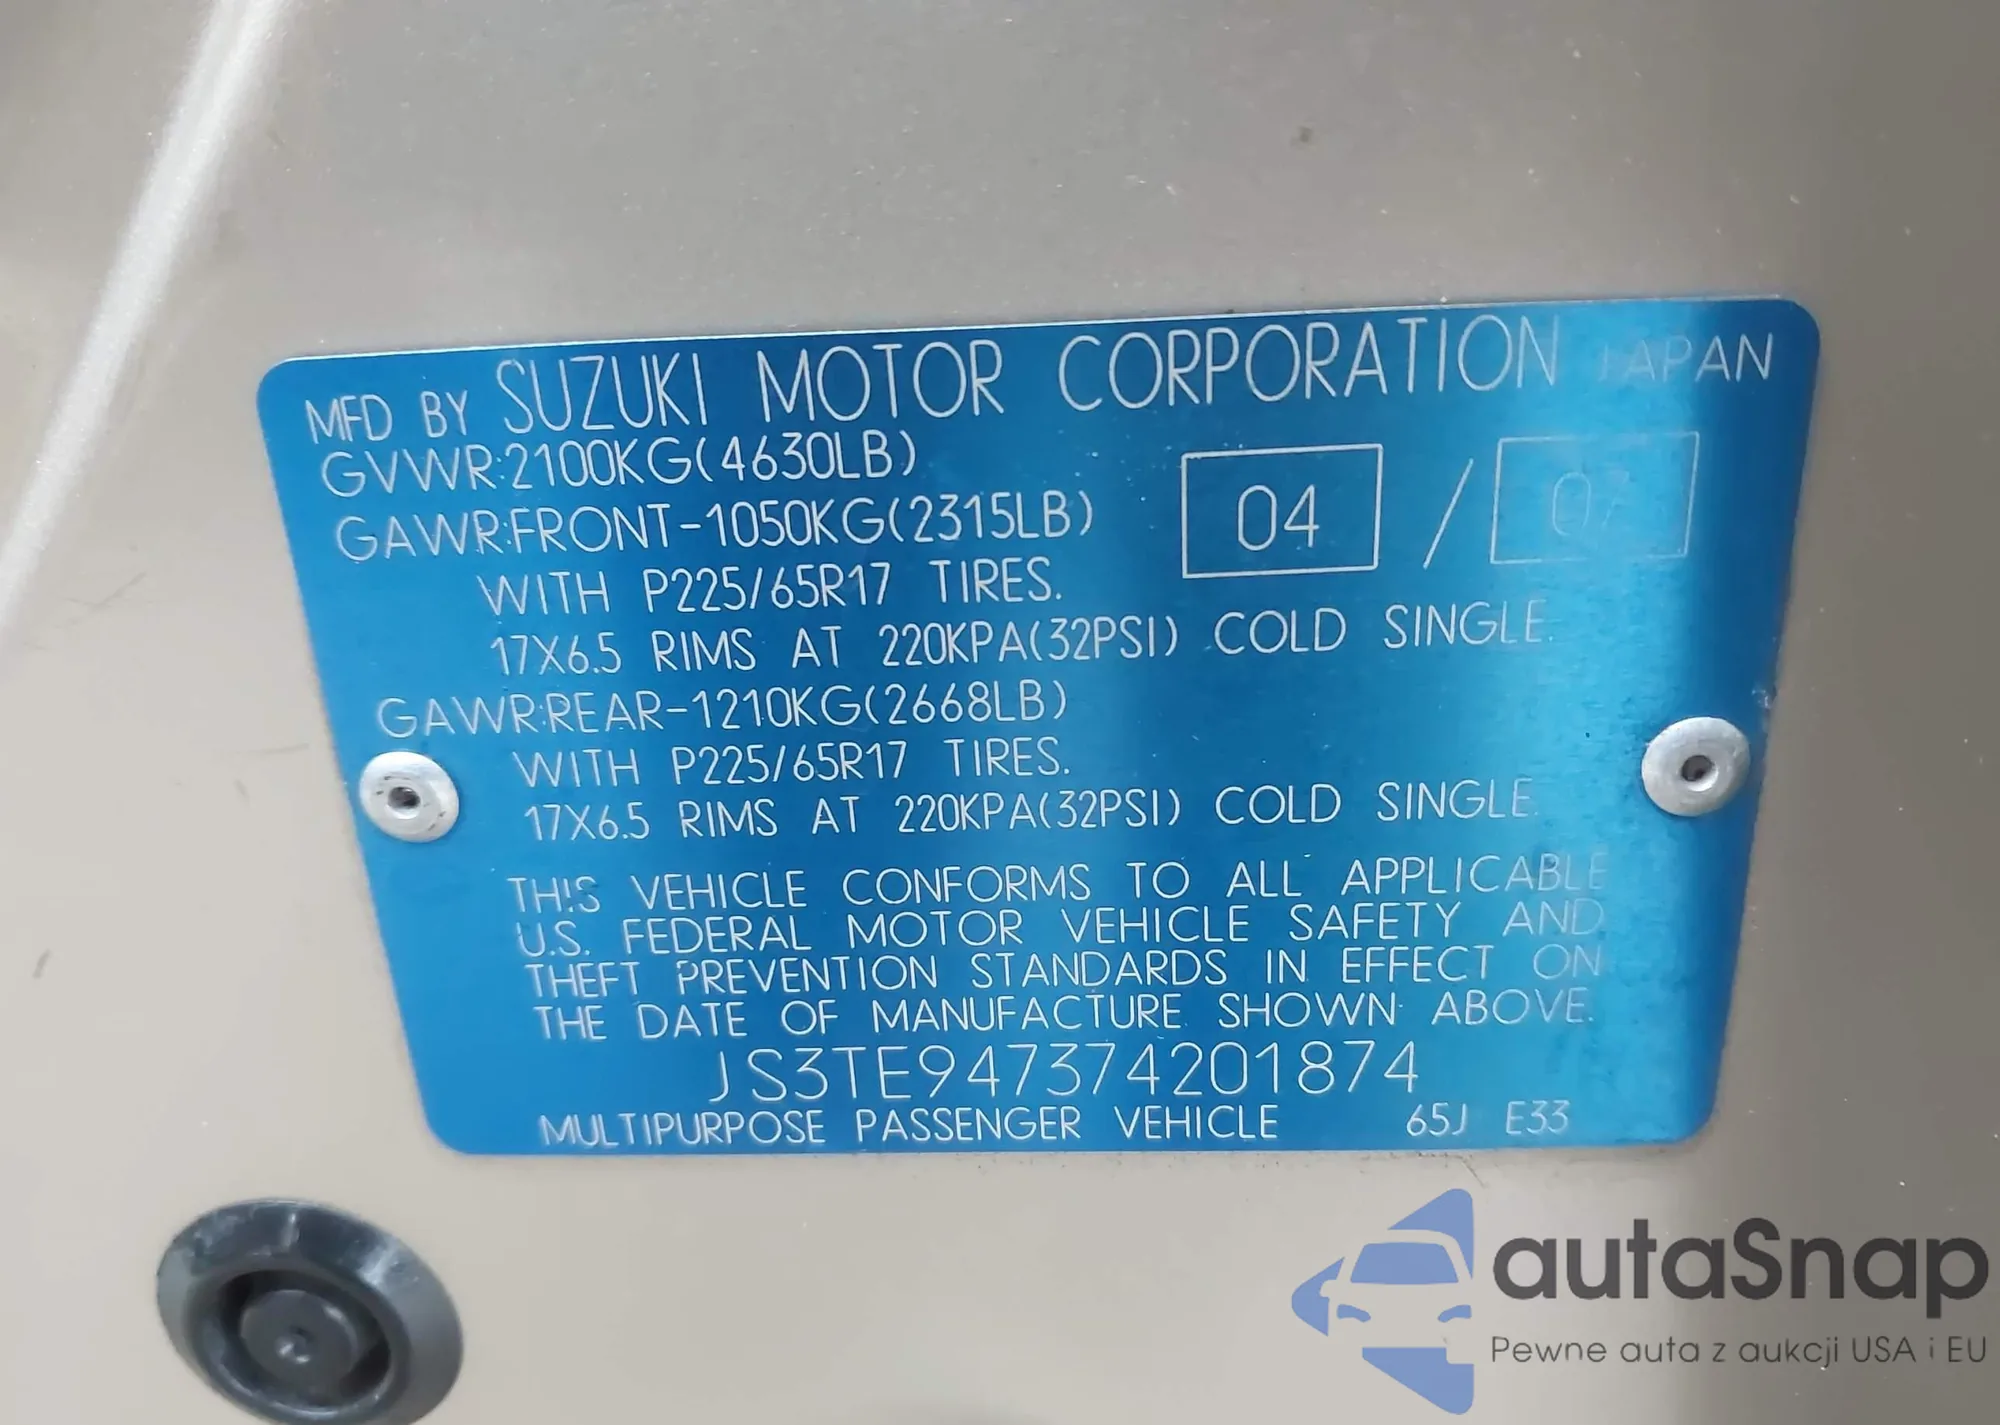 MFD BY SUZUKI MOTOR CORPORATION JAPAN
GVWR:2100KG(4630LB)
04 / 07
GAWR:FRONT-1050KG(2315LB)
WITH P225/65R17 TIRES.
17X6.5 RIMS AT 220KPA(32PSI) COLD SINGLE.
GAWR:REAR-1210KG(2668LB)
WITH P225/65R17 TIRES.
17X6.5 RIMS AT 220KPA(32PSI) COLD SINGLE.
THIS VEHICLE CONFORMS TO ALL APPLICABLE
U.S. FEDERAL MOTOR VEHICLE SAFETY AND
THEFT PREVENTION STANDARDS IN EFFECT ON
THE DATE OF MANUFACTURE SHOWN ABOVE.
JS3TE947374201874
MULTIPURPOSE PASSENGER VEHICLE 65J E33
autaSnap
Pewne auta z aukcji USA i EU